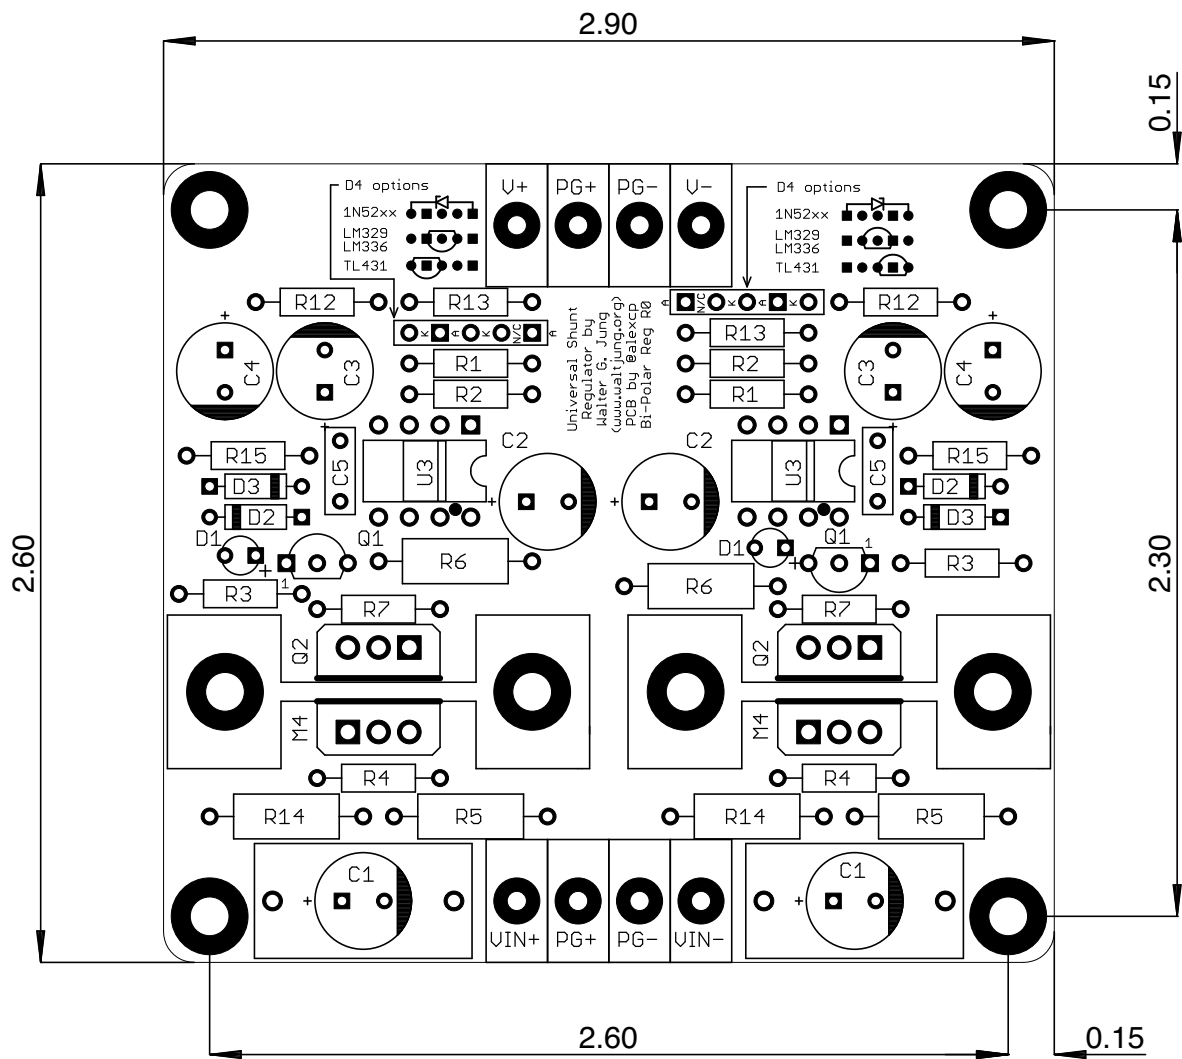 2.90
0.15
D4 options
V+ PG+ PG- V-
D4 options
1N52xx
LM329
LM336
TL431
1N52xx
LM329
LM336
TL431
R12 R13
A N/C K A K
R12
K A K N/C A
R13
C4 C3
R1
R2
Universal Shunt
Regulator by
Walter G. Jung
(www.waltjung.org)
PCB by @alexcp
Bi-Polar Reg R0
R2
R1
C3 C4
+ + + +
R15 C5 U3 C2
C2 U3 C5 R15
D3
D2
D2
D3
+ +
D1 + Q1
1
R6
D1 + Q1 1
R3
R3
R6
R7
R7
2.60
2.30
Q2
Q2
M4
M4
R4
R4
R14 R5
R14 R5
+ C1
+ C1
VIN+ PG+ PG- VIN-
2.60
0.15